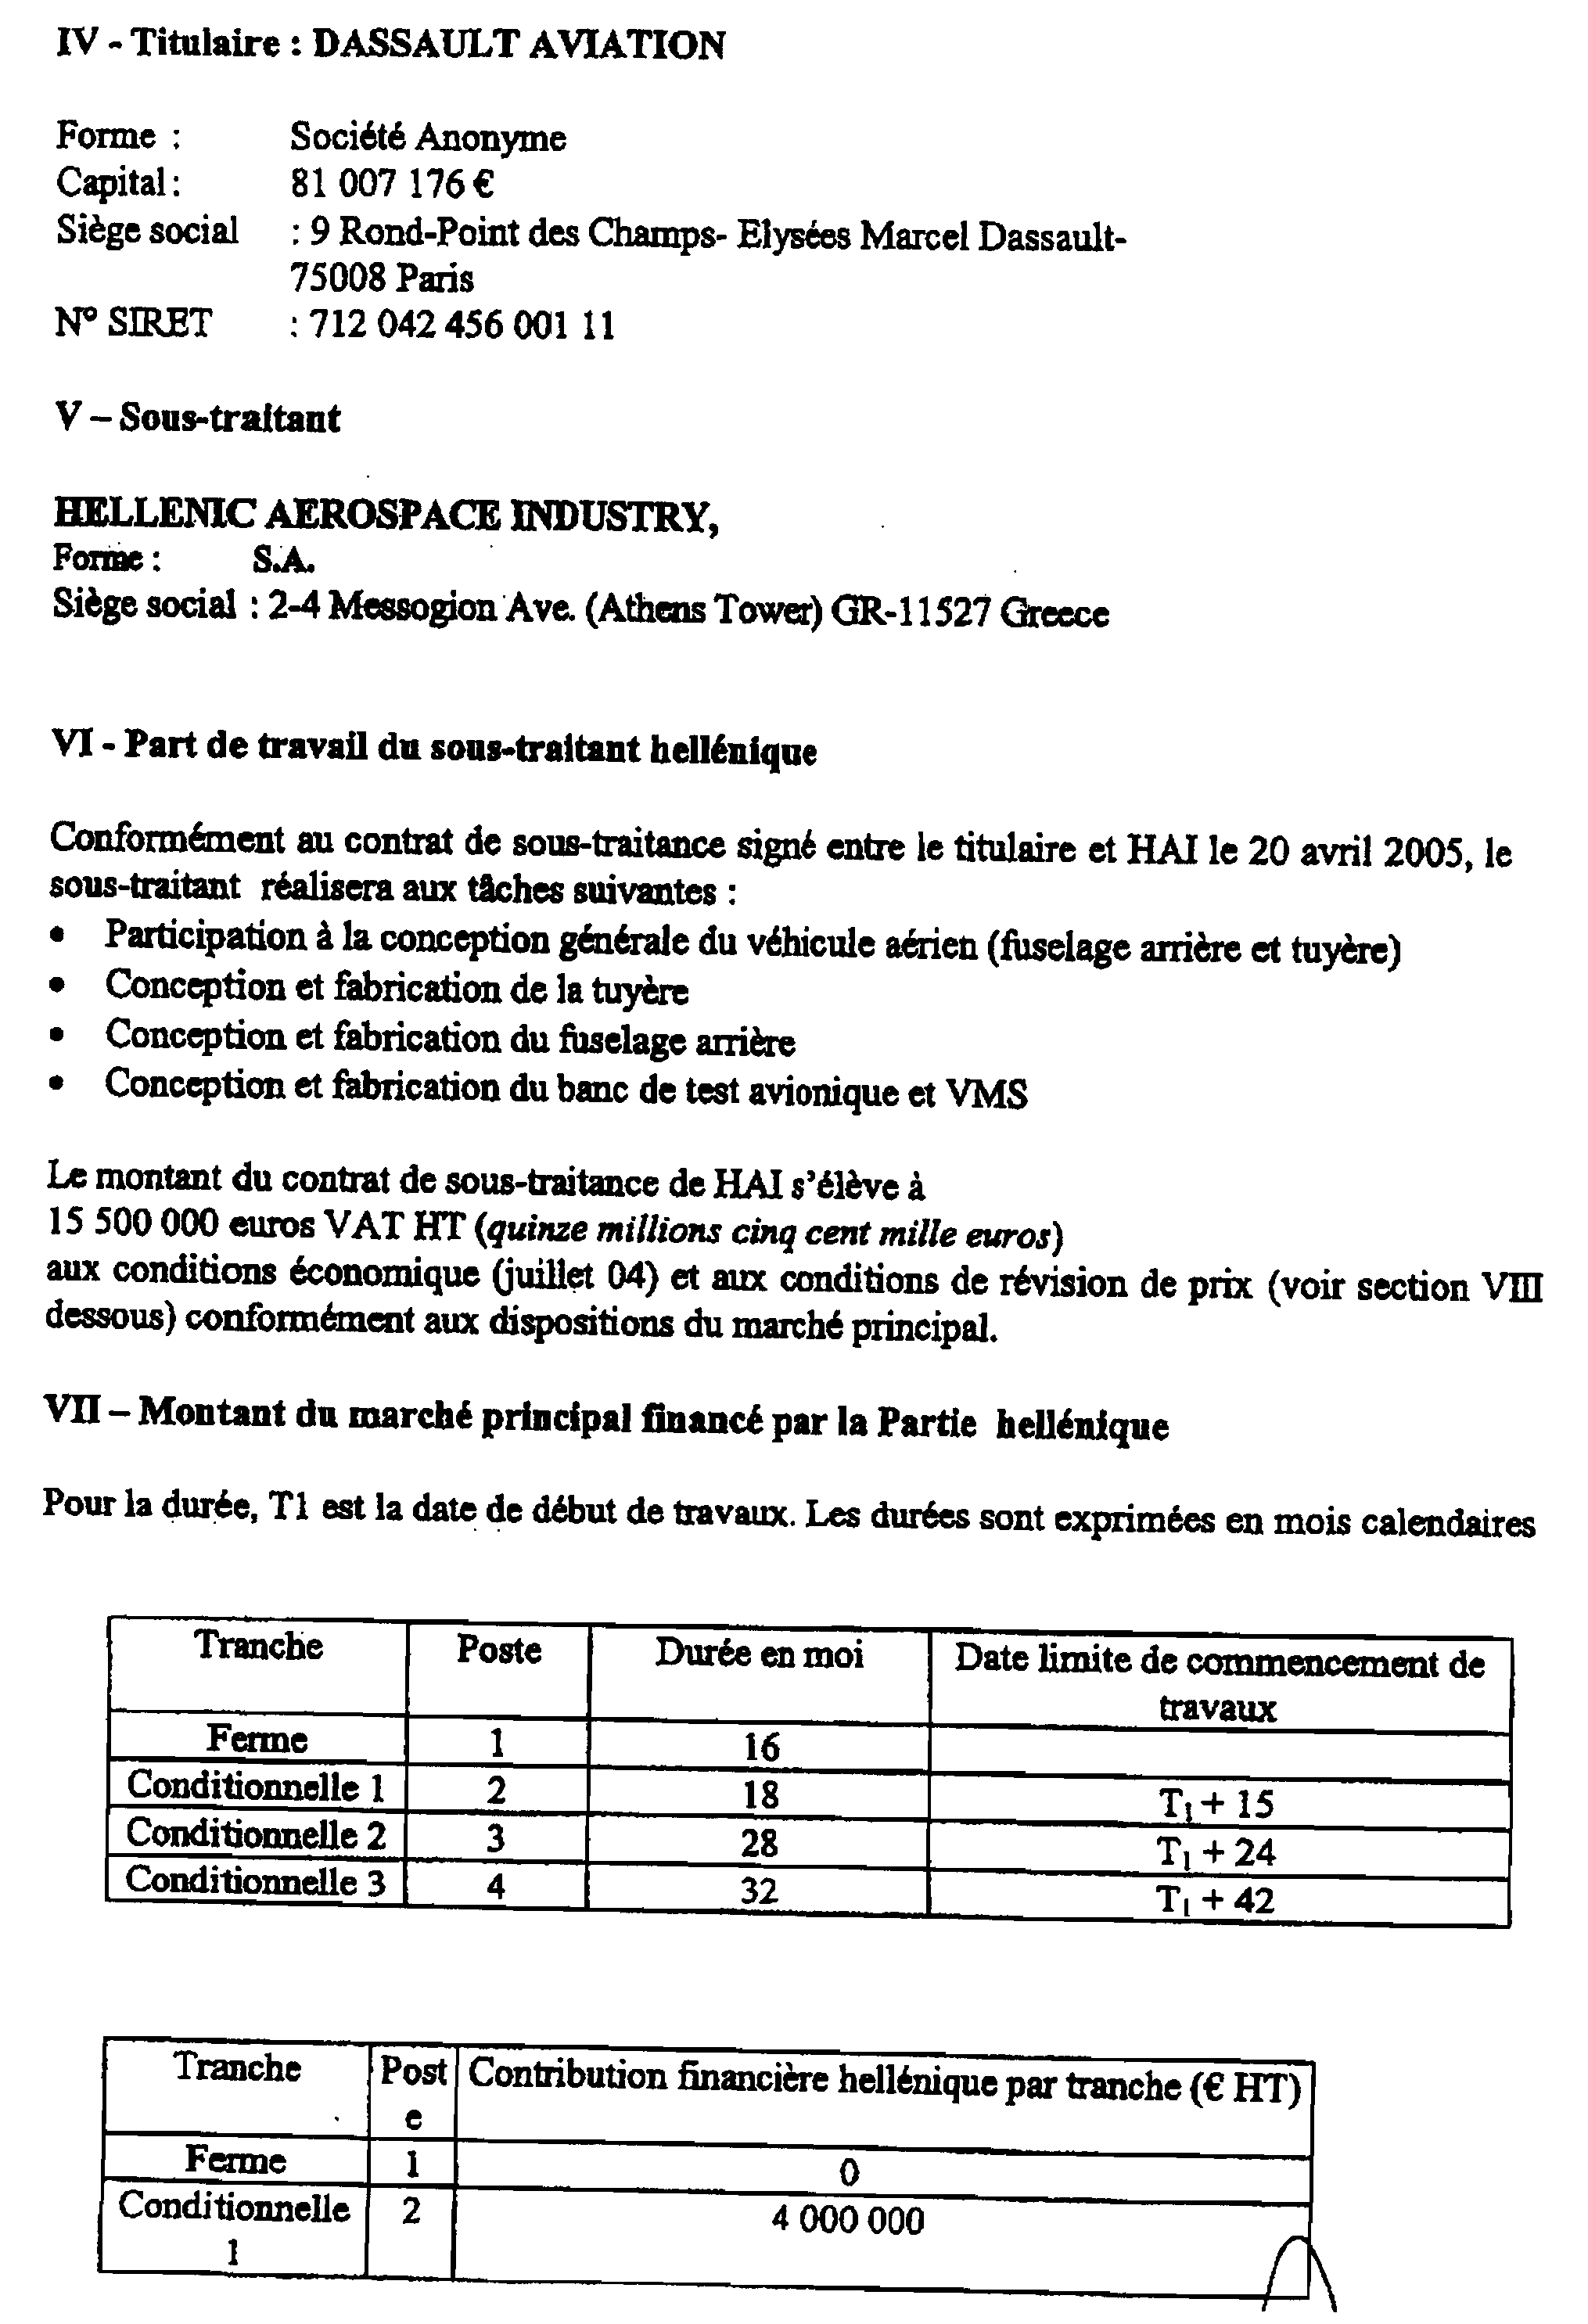 IV - Titulaire : DASSAULT AVIATION
Forme : Société Anonyme
Capital : 81 007 176 €
Siège social : 9 Rond-Point des Champs- Elysées Marcel Dassault-
75008 Paris
N° SIRET : 712 042 456 001 11
V – Sous-traitant
HELLENIC AEROSPACE INDUSTRY,
Forme : S.A.
Siège social : 2-4 Messogion Ave. (Athens Tower) GR-11527 Greece
VI - Part de travail du sous-traitant hellénique
Conformément au contrat de sous-traitance signé entre le titulaire et HAI le 20 avril 2005, le
sous-traitant réalisera aux tâches suivantes :
• Participation à la conception générale du véhicule aérien (fuselage arrière et tuyère)
• Conception et fabrication de la tuyère
• Conception et fabrication du fuselage arrière
• Conception et fabrication du banc de test avionique et VMS
Le montant du contrat de sous-traitance de HAI s'élève à
15 500 000 euros VAT HT (quinze millions cinq cent mille euros)
aux conditions économique (juillet 04) et aux conditions de révision de prix (voir section VIII
dessous) conformément aux dispositions du marché principal.
VII – Montant du marché principal financé par la Partie hellénique
Pour la durée, T1 est la date de début de travaux. Les durées sont exprimées en mois calendaires
Tranche Poste Durée en moi Date limite de commencement de
travaux
Ferme 1 16
Conditionnelle 1 2 18 T1 + 15
Conditionnelle 2 3 28 T1 + 24
Conditionnelle 3 4 32 T1 + 42
Tranche Post Contribution financière hellénique par tranche (€ HT)
e
Ferme 1 0
Conditionnelle 2 4 000 000
1